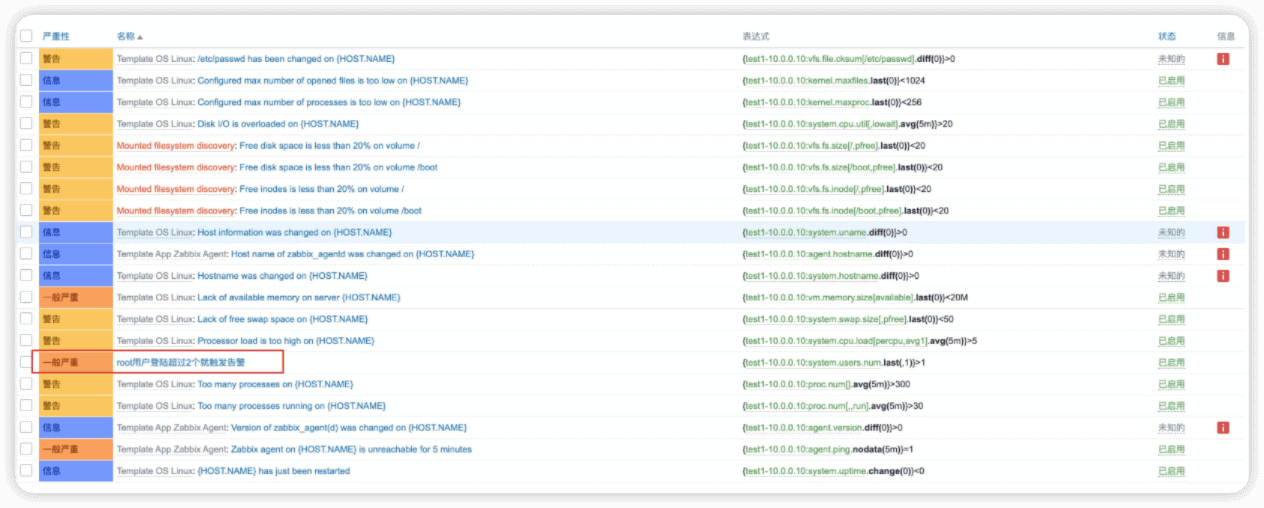 严重性 名称 表达式 状态 信息
警告 Template OS Linux: /etc/passwd has been changed on {HOST.NAME} {test1-10.0.0.10:vfs.file.cksum[/etc/passwd].diff(0)}>0 未知的 i
信息 Template OS Linux: Configured max number of opened files is too low on {HOST.NAME} {test1-10.0.0.10:kernel.maxfiles.last(0)}<1024 已启用
信息 Template OS Linux: Configured max number of processes is too low on {HOST.NAME} {test1-10.0.0.10:kernel.maxproc.last(0)}<256 已启用
警告 Template OS Linux: Disk I/O is overloaded on {HOST.NAME} {test1-10.0.0.10:system.cpu.util[,iowait].avg(5m)}>20 已启用
警告 Mounted filesystem discovery: Free disk space is less than 20% on volume / {test1-10.0.0.10:vfs.fs.size[/,pfree].last(0)}<20 已启用
警告 Mounted filesystem discovery: Free disk space is less than 20% on volume /boot {test1-10.0.0.10:vfs.fs.size[/boot,pfree].last(0)}<20 已启用
警告 Mounted filesystem discovery: Free inodes is less than 20% on volume / {test1-10.0.0.10:vfs.fs.inode[/,pfree].last(0)}<20 已启用
警告 Mounted filesystem discovery: Free inodes is less than 20% on volume /boot {test1-10.0.0.10:vfs.fs.inode[/boot,pfree].last(0)}<20 已启用
信息 Template OS Linux: Host information was changed on {HOST.NAME} {test1-10.0.0.10:system.uname.diff(0)}>0 未知的 i
信息 Template App Zabbix Agent: Host name of zabbix_agentd was changed on {HOST.NAME} {test1-10.0.0.10:agent.hostname.diff(0)}>0 未知的 i
信息 Template OS Linux: Hostname was changed on {HOST.NAME} {test1-10.0.0.10:system.hostname.diff(0)}>0 未知的 i
一般严重 Template OS Linux: Lack of available memory on server {HOST.NAME} {test1-10.0.0.10:vm.memory.size[available].last(0)}<20M 已启用
警告 Template OS Linux: Lack of free swap space on {HOST.NAME} {test1-10.0.0.10:system.swap.size[,pfree].last(0)}<50 已启用
警告 Template OS Linux: Processor load is too high on {HOST.NAME} {test1-10.0.0.10:system.cpu.load[percpu,avg1].avg(5m)}>5 已启用
一般严重 root用户登陆超过2个就触发告警 {test1-10.0.0.10:system.users.num.last(,1)}>1 已启用
警告 Template OS Linux: Too many processes on {HOST.NAME} {test1-10.0.0.10:proc.num[].avg(5m)}>300 已启用
警告 Template OS Linux: Too many processes running on {HOST.NAME} {test1-10.0.0.10:proc.num[,,run].avg(5m)}>30 已启用
信息 Template App Zabbix Agent: Version of zabbix_agent(d) was changed on {HOST.NAME} {test1-10.0.0.10:agent.version.diff(0)}>0 未知的 i
一般严重 Template App Zabbix Agent: Zabbix agent on {HOST.NAME} is unreachable for 5 minutes {test1-10.0.0.10:agent.ping.nodata(5m)}=1 已启用
信息 Template OS Linux: {HOST.NAME} has just been restarted {test1-10.0.0.10:system.uptime.change(0)}<0 已启用